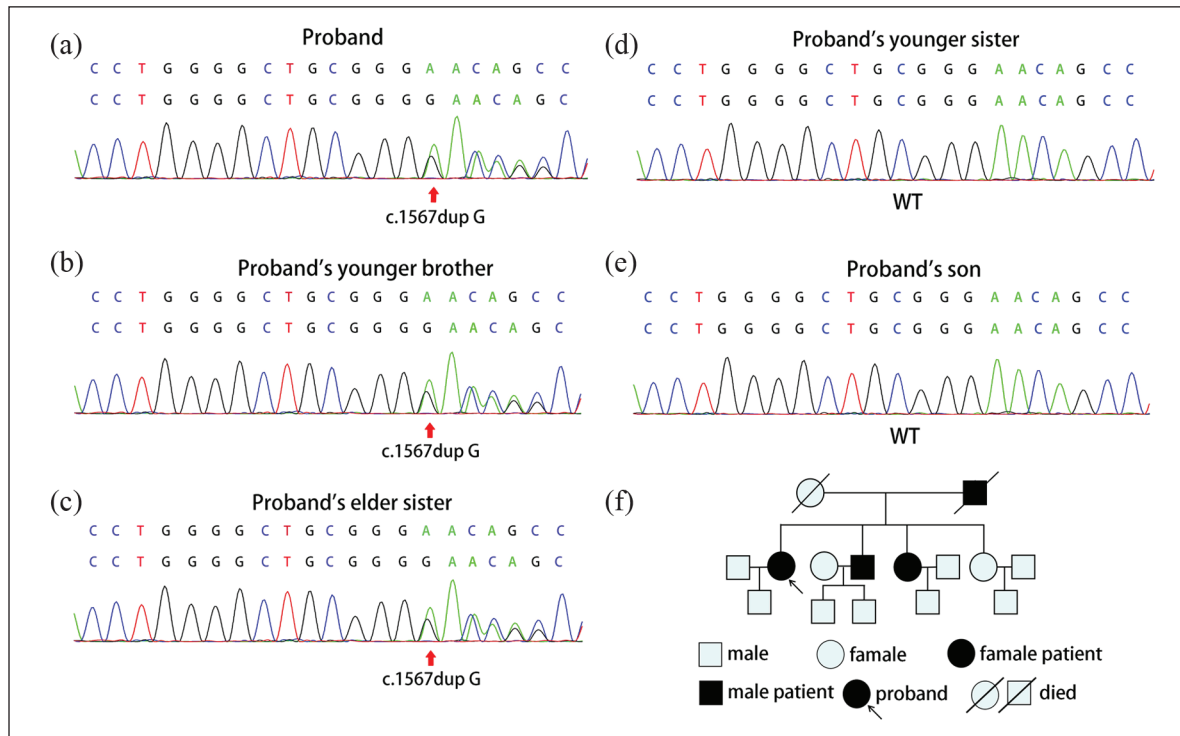 (a)
Proband
C C T G G G G C T G C G G G A A C A G C C
C C T G G G G C T G C G G G G A A C A G C
c.1567dup G
(b)
Proband's younger brother
C C T G G G G C T G C G G G A A C A G C C
C C T G G G G C T G C G G G G A A C A G C
c.1567dup G
(c)
Proband's elder sister
C C T G G G G C T G C G G G A A C A G C C
C C T G G G G C T G C G G G G A A C A G C
c.1567dup G
(d)
Proband's younger sister
C C T G G G G C T G C G G G A A C A G C C
C C T G G G G C T G C G G G A A C A G C C
WT
(e)
Proband's son
C C T G G G G C T G C G G G A A C A G C C
C C T G G G G C T G C G G G A A C A G C C
WT
(f)
male famale famale patient
male patient proband died